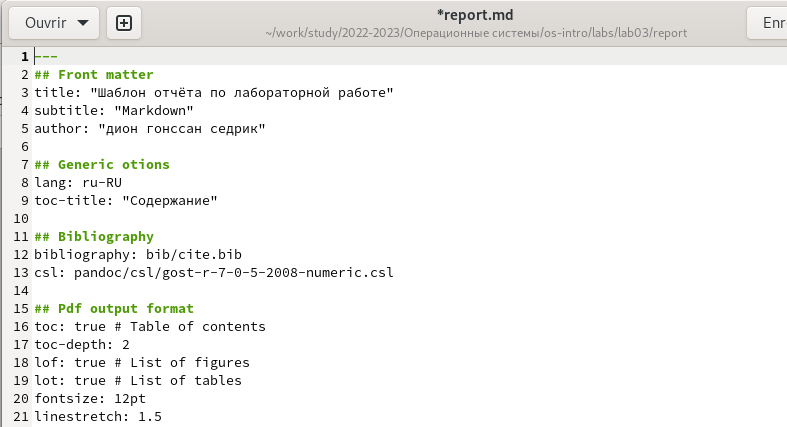 Ouvrir
*report.md
~/work/study/2022-2023/Операционные системы/os-intro/labs/lab03/report
Enr
1 ---
2 ## Front matter
3 title: "Шаблон отчёта по лабораторной работе"
4 subtitle: "Markdown"
5 author: "дион гонссан седрик"
6
7 ## Generic otions
8 lang: ru-RU
9 toc-title: "Содержание"
10
11 ## Bibliography
12 bibliography: bib/cite.bib
13 csl: pandoc/csl/gost-r-7-0-5-2008-numeric.csl
14
15 ## Pdf output format
16 toc: true # Table of contents
17 toc-depth: 2
18 lof: true # List of figures
19 lot: true # List of tables
20 fontsize: 12pt
21 linestretch: 1.5